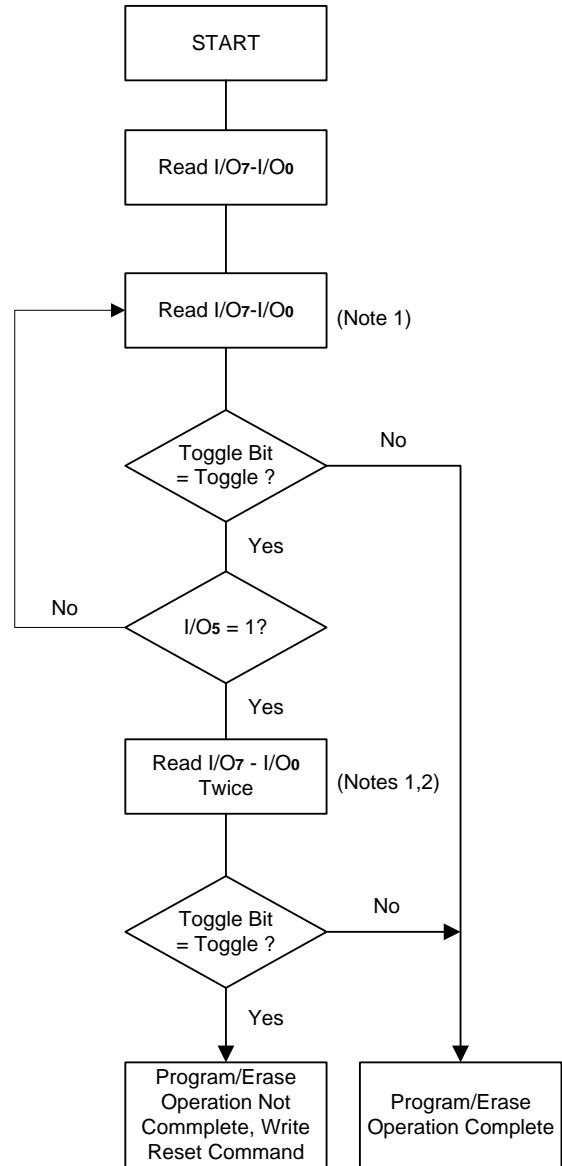 START
Read I/O7-I/O0
Read I/O7-I/O0
(Note 1)
Toggle Bit
= Toggle ?
No
Yes
No
I/O5 = 1?
Yes
Read I/O7 - I/O0
Twice
(Notes 1,2)
Toggle Bit
= Toggle ?
No
Yes
Program/Erase
Operation Not
Commplete, Write
Reset Command
Program/Erase
Operation Complete